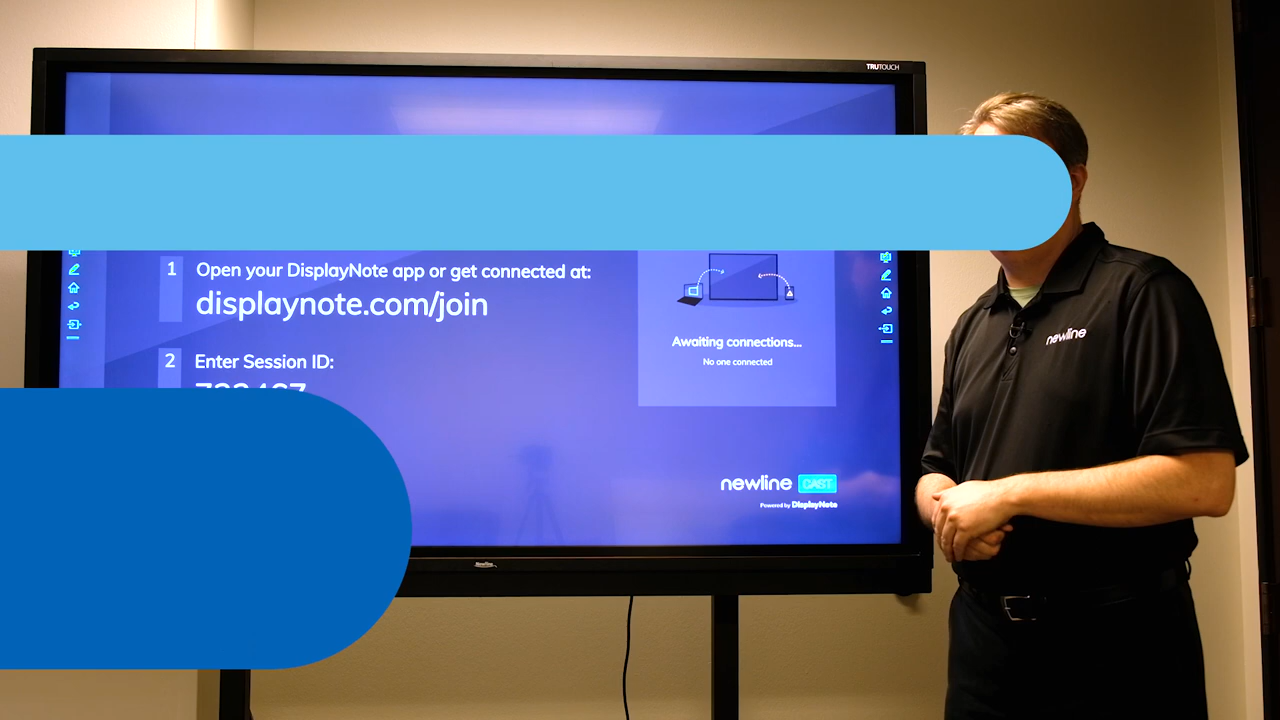 TRUTOUCH
1 Open your DisplayNote app or get connected at:
displaynote.com/join
2 Enter Session ID:
Awaiting connections...
No one connected
newline CAST
Powered by DisplayNote
newline
newline